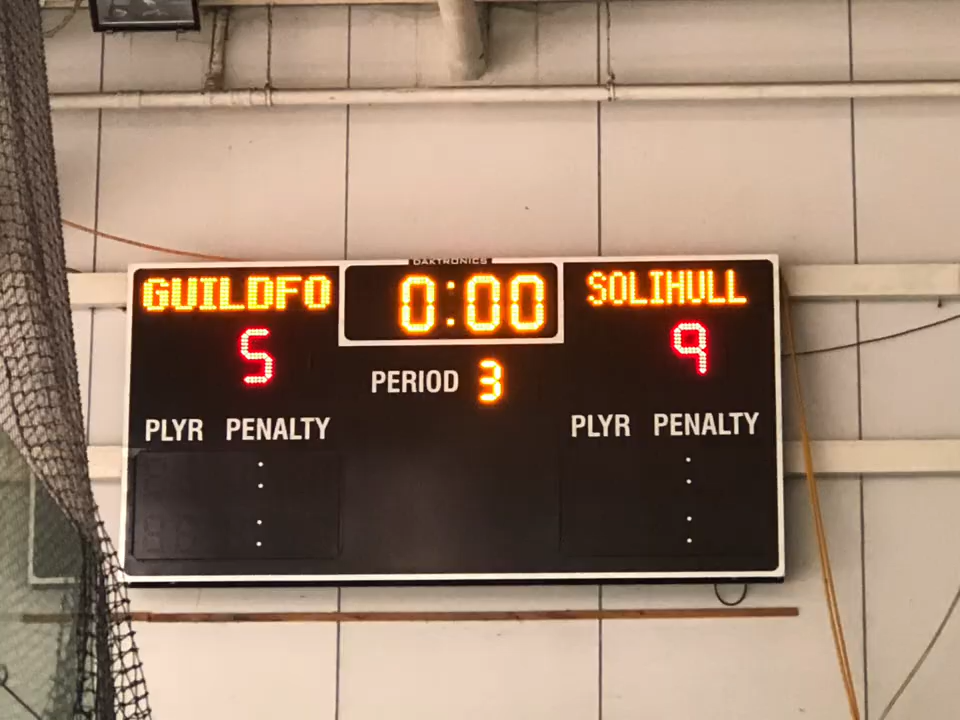 DAKTRONICS
GUILDFO 0:00 SOLIHULL
5 9
PERIOD 3
PLYR PENALTY PLYR PENALTY